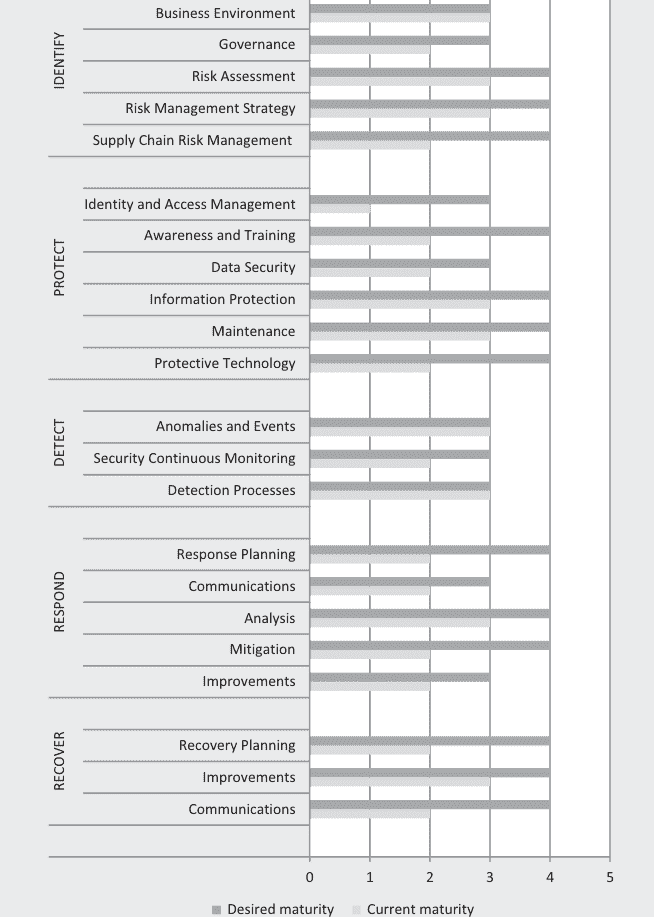 IDENTIFY
Business Environment
Governance
Risk Assessment
Risk Management Strategy
Supply Chain Risk Management
PROTECT
Identity and Access Management
Awareness and Training
Data Security
Information Protection
Maintenance
Protective Technology
DETECT
Anomalies and Events
Security Continuous Monitoring
Detection Processes
RESPOND
Response Planning
Communications
Analysis
Mitigation
Improvements
RECOVER
Recovery Planning
Improvements
Communications
0 1 2 3 4 5
Desired maturity Current maturity